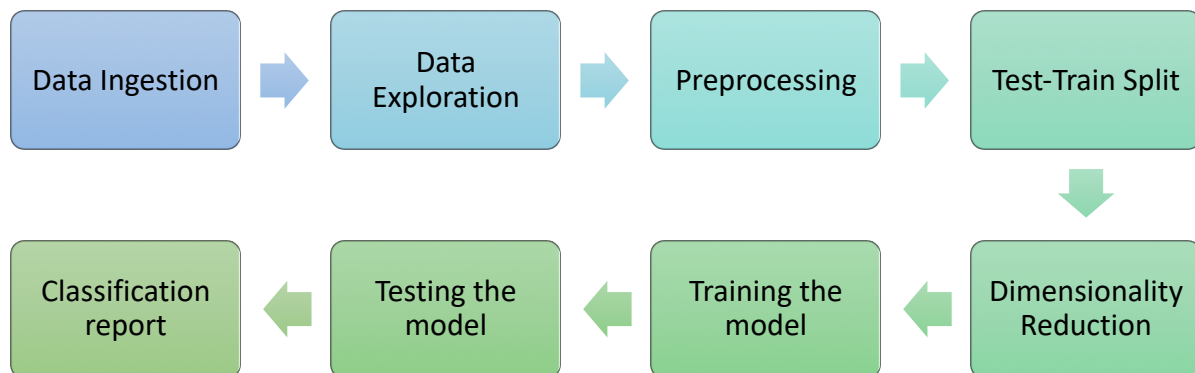 Data Ingestion
Data
Exploration
Preprocessing
Test-Train Split
Dimensionality
Reduction
Training the
model
Testing the
model
Classification
report